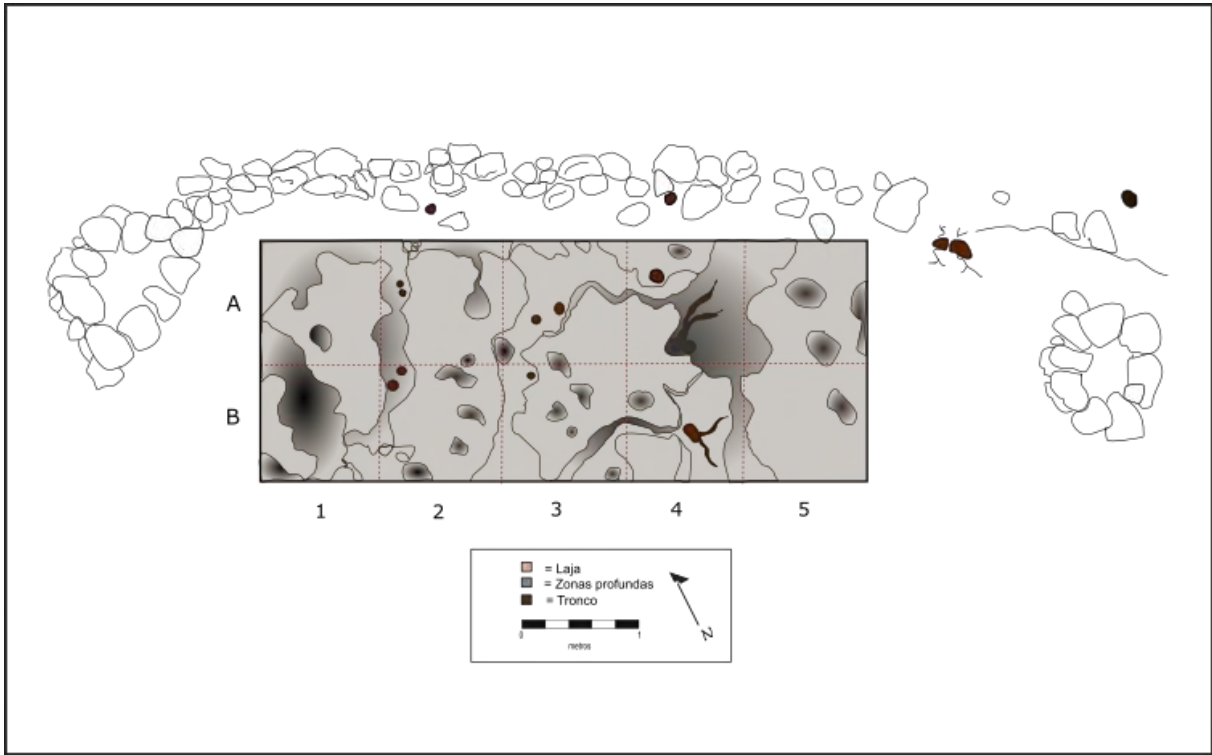 A
B
1 2 3 4 5
= Laja
= Zonas profundas
= Tronco
N
0 1
metros